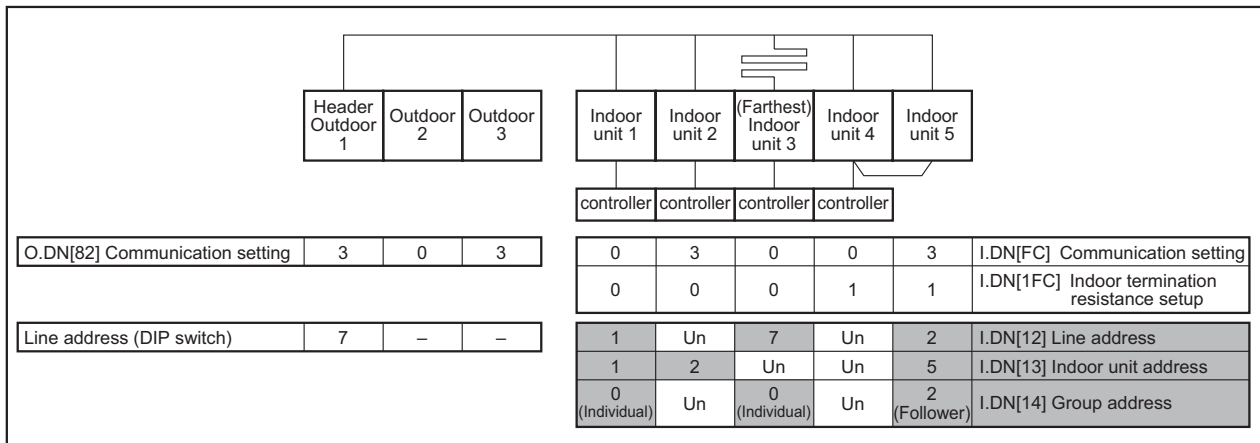 Header
Outdoor
1
Outdoor
2
Outdoor
3
Indoor
unit 1
Indoor
unit 2
(Farthest)
Indoor
unit 3
Indoor
unit 4
Indoor
unit 5
controller controller controller controller
O.DN[82] Communication setting 3 0 3
0 3 0 0 3 I.DN[FC] Communication setting
0 0 0 1 1 I.DN[1FC] Indoor termination
resistance setup
Line address (DIP switch) 7 – –
1 Un 7 Un 2 I.DN[12] Line address
1 2 Un Un 5 I.DN[13] Indoor unit address
0
(Individual)
Un
0
(Individual)
Un
2
(Follower)
I.DN[14] Group address